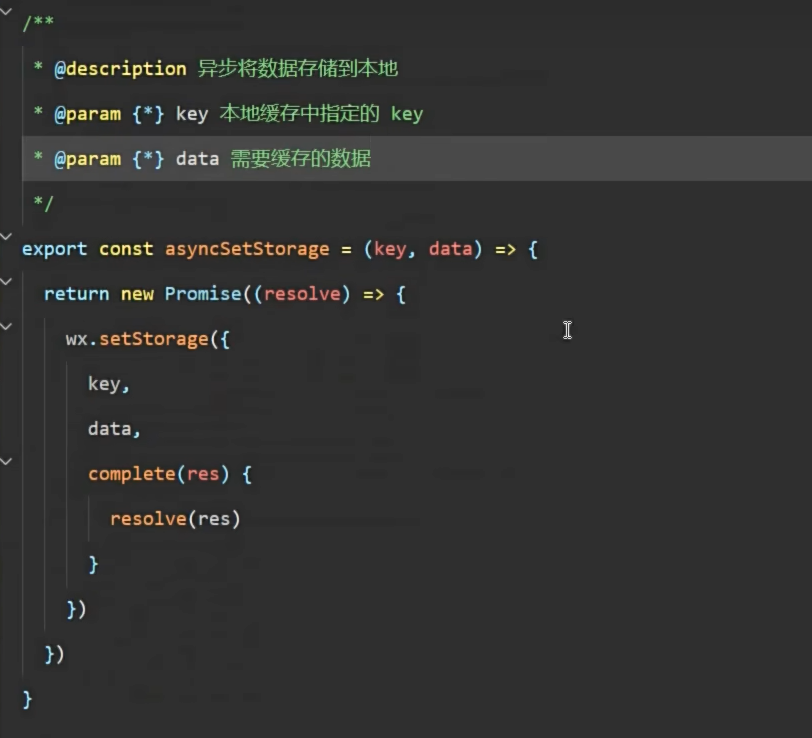 /**
 * @description 异步将数据存储到本地
 * @param {*} key 本地缓存中指定的 key
 * @param {*} data 需要缓存的数据
 */
export const asyncSetStorage = (key, data) => {
  return new Promise((resolve) => {
    wx.setStorage({
      key,
      data,
      complete(res) {
        resolve(res)
      }
    })
  })
}